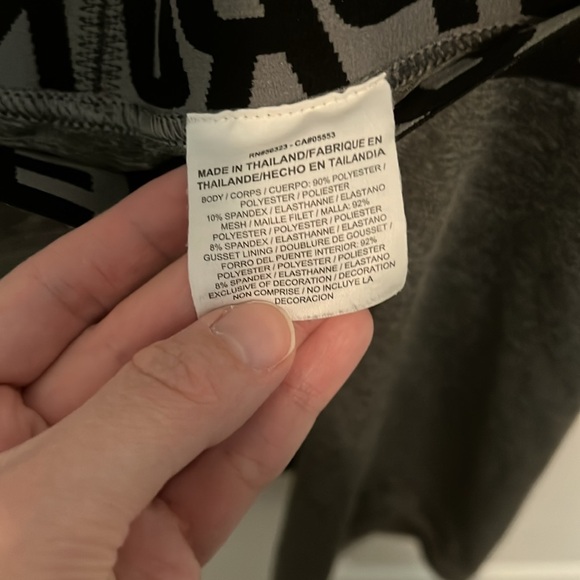 RN#56323 - CA#05553
MADE IN THAILAND/FABRIQUE EN
THAILANDE/HECHO EN TAILANDIA
BODY / CORPS / CUERPO: 90% POLYESTER /
POLYESTER / POLIESTER
10% SPANDEX / ELASTHANNE / ELASTANO
MESH / MAILLE FILET / MALLA: 92%
POLYESTER / POLYESTER / POLIESTER
8% SPANDEX / ELASTHANNE / ELASTANO
GUSSET LINING / DOUBLURE DE GOUSSET /
FORRO DEL PUENTE INTERIOR: 92%
POLYESTER / POLYESTER / POLIESTER
8% SPANDEX / ELASTHANNE / ELASTANO
EXCLUSIVE OF DECORATION / DECORATION
NON COMPRISE / NO INCLUYE LA
DECORACION